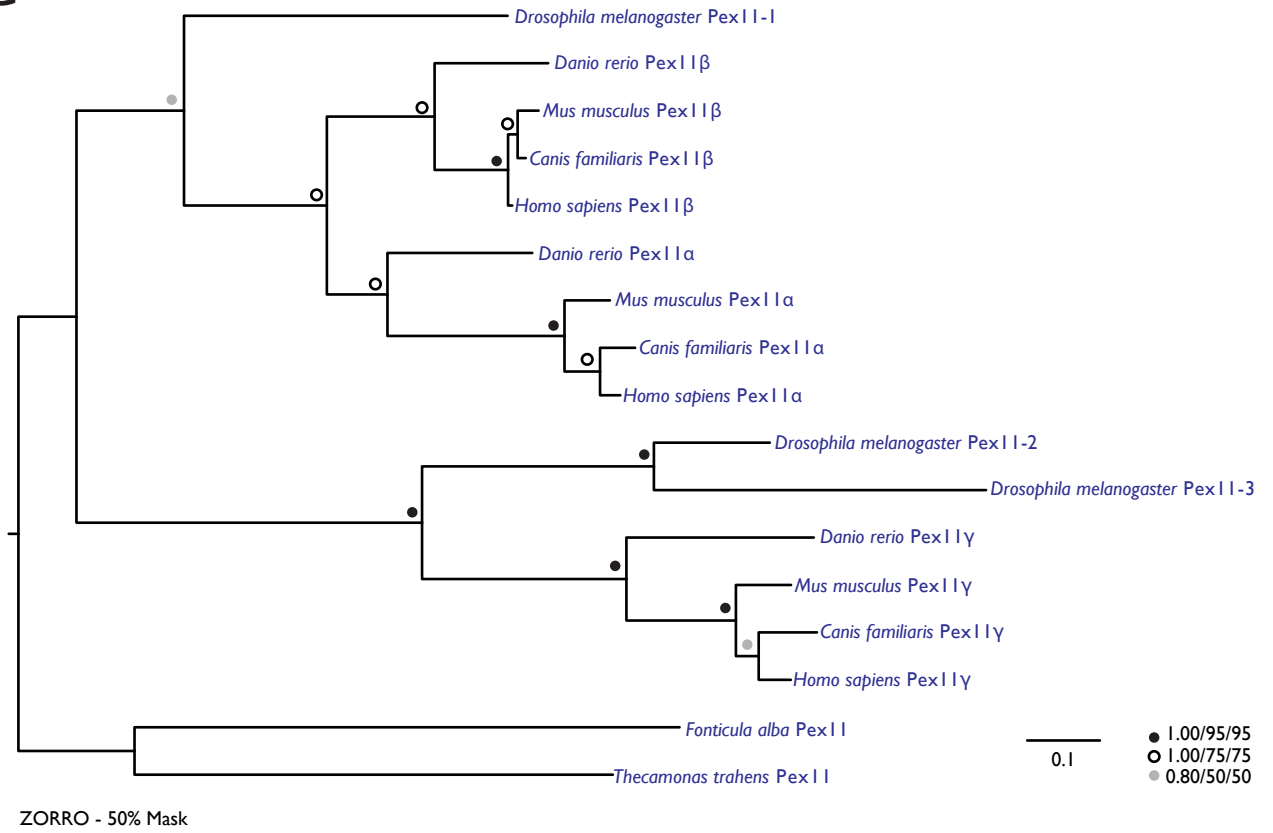 Drosophila melanogaster Pex11-1
Danio rerio Pex11β
Mus musculus Pex11β
Canis familiaris Pex11β
Homo sapiens Pex11β
Danio rerio Pex11α
Mus musculus Pex11α
Canis familiaris Pex11α
Homo sapiens Pex11α
Drosophila melanogaster Pex11-2
Drosophila melanogaster Pex11-3
Danio rerio Pex11γ
Mus musculus Pex11γ
Canis familiaris Pex11γ
Homo sapiens Pex11γ
Fonticula alba Pex11
Thecamonas trahens Pex11
0.1
1.00/95/95
1.00/75/75
0.80/50/50
ZORRO - 50% Mask